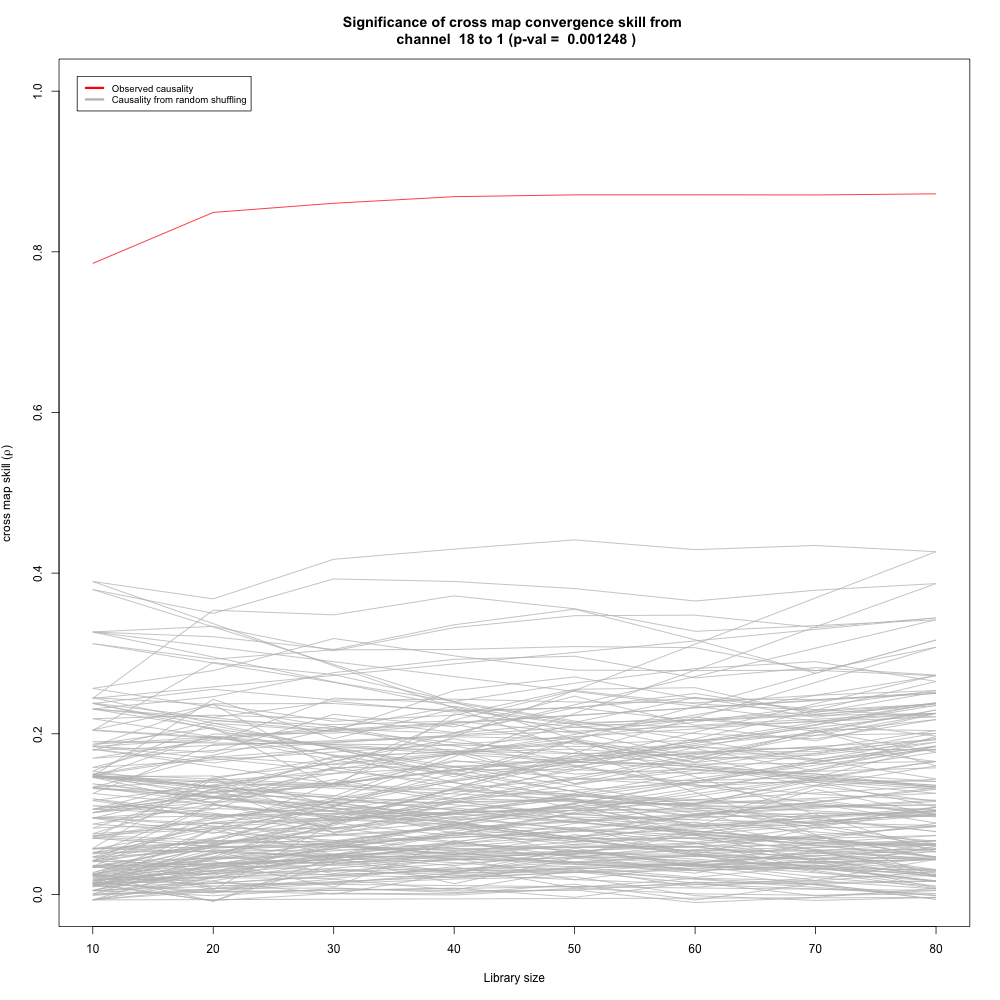 Significance of cross map convergence skill from
channel  18 to 1 (p-val =  0.001248 )
Observed causality
Causality from random shuffling
cross map skill (ρ)
1.0
0.8
0.6
0.4
0.2
0.0
10 20 30 40 50 60 70 80
Library size